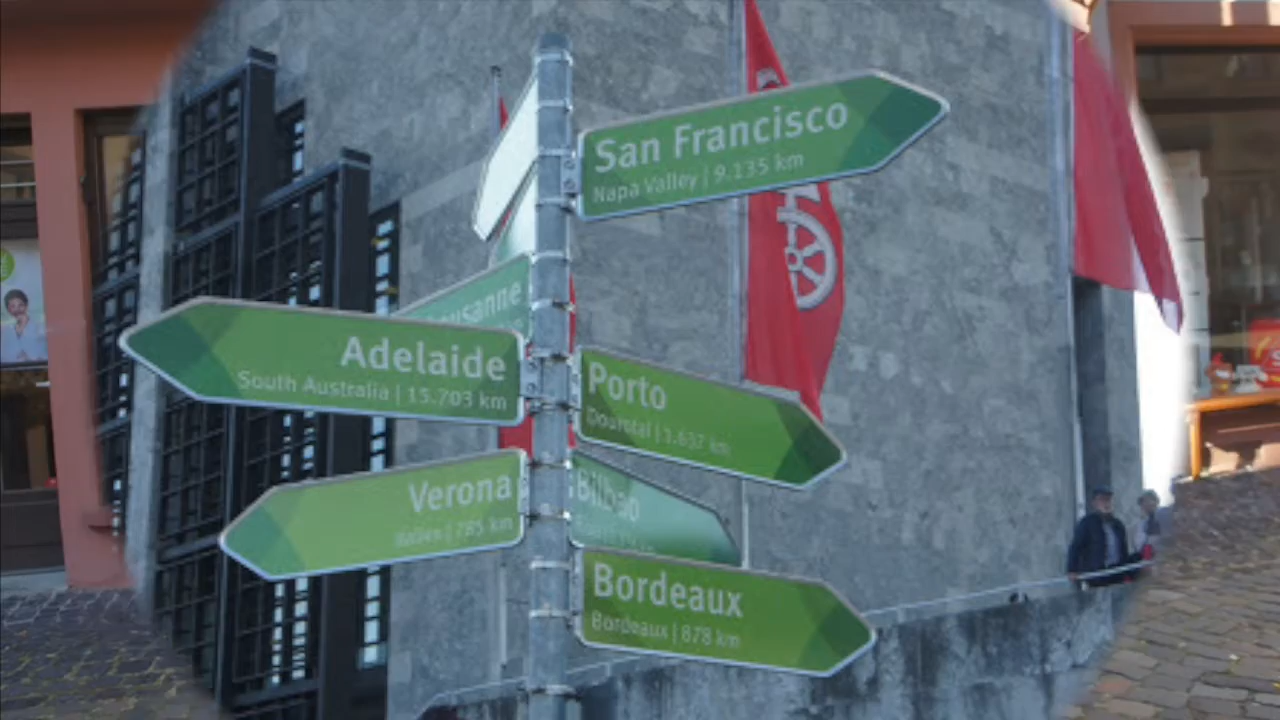 San Francisco
Napa Valley | 9.135 km
Adelaide
South Australia | 15.703 km
Porto
Verona
785 km
Bilbao
Bordeaux
Bordeaux | 878 km